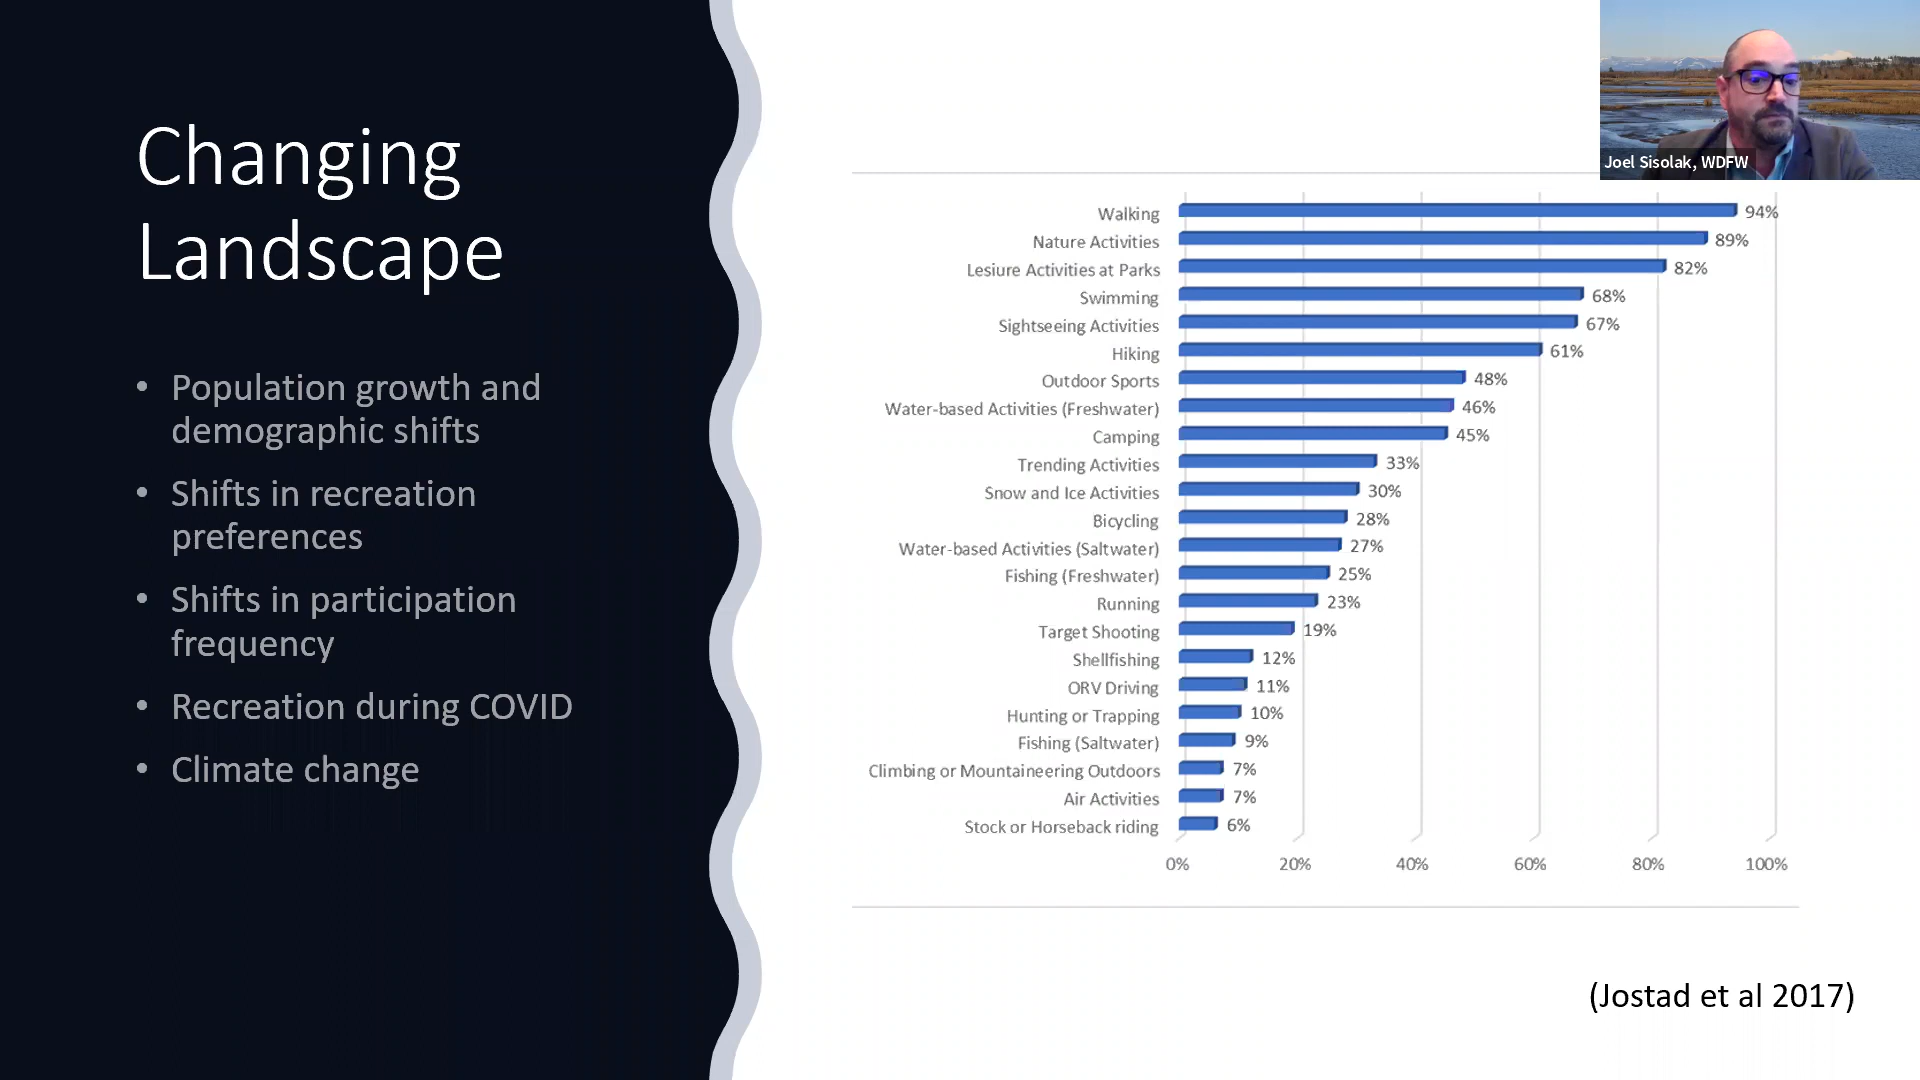 Changing
Landscape
• Population growth and
demographic shifts
• Shifts in recreation
preferences
• Shifts in participation
frequency
• Recreation during COVID
• Climate change
Joel Sisolak, WDFW
Walking 94%
Nature Activities 89%
Lesiure Activities at Parks 82%
Swimming 68%
Sightseeing Activities 67%
Hiking 61%
Outdoor Sports 48%
Water-based Activities (Freshwater) 46%
Camping 45%
Trending Activities 33%
Snow and Ice Activities 30%
Bicycling 28%
Water-based Activities (Saltwater) 27%
Fishing (Freshwater) 25%
Running 23%
Target Shooting 19%
Shellfishing 12%
ORV Driving 11%
Hunting or Trapping 10%
Fishing (Saltwater) 9%
Climbing or Mountaineering Outdoors 7%
Air Activities 7%
Stock or Horseback riding 6%
0% 20% 40% 60% 80% 100%
(Jostad et al 2017)